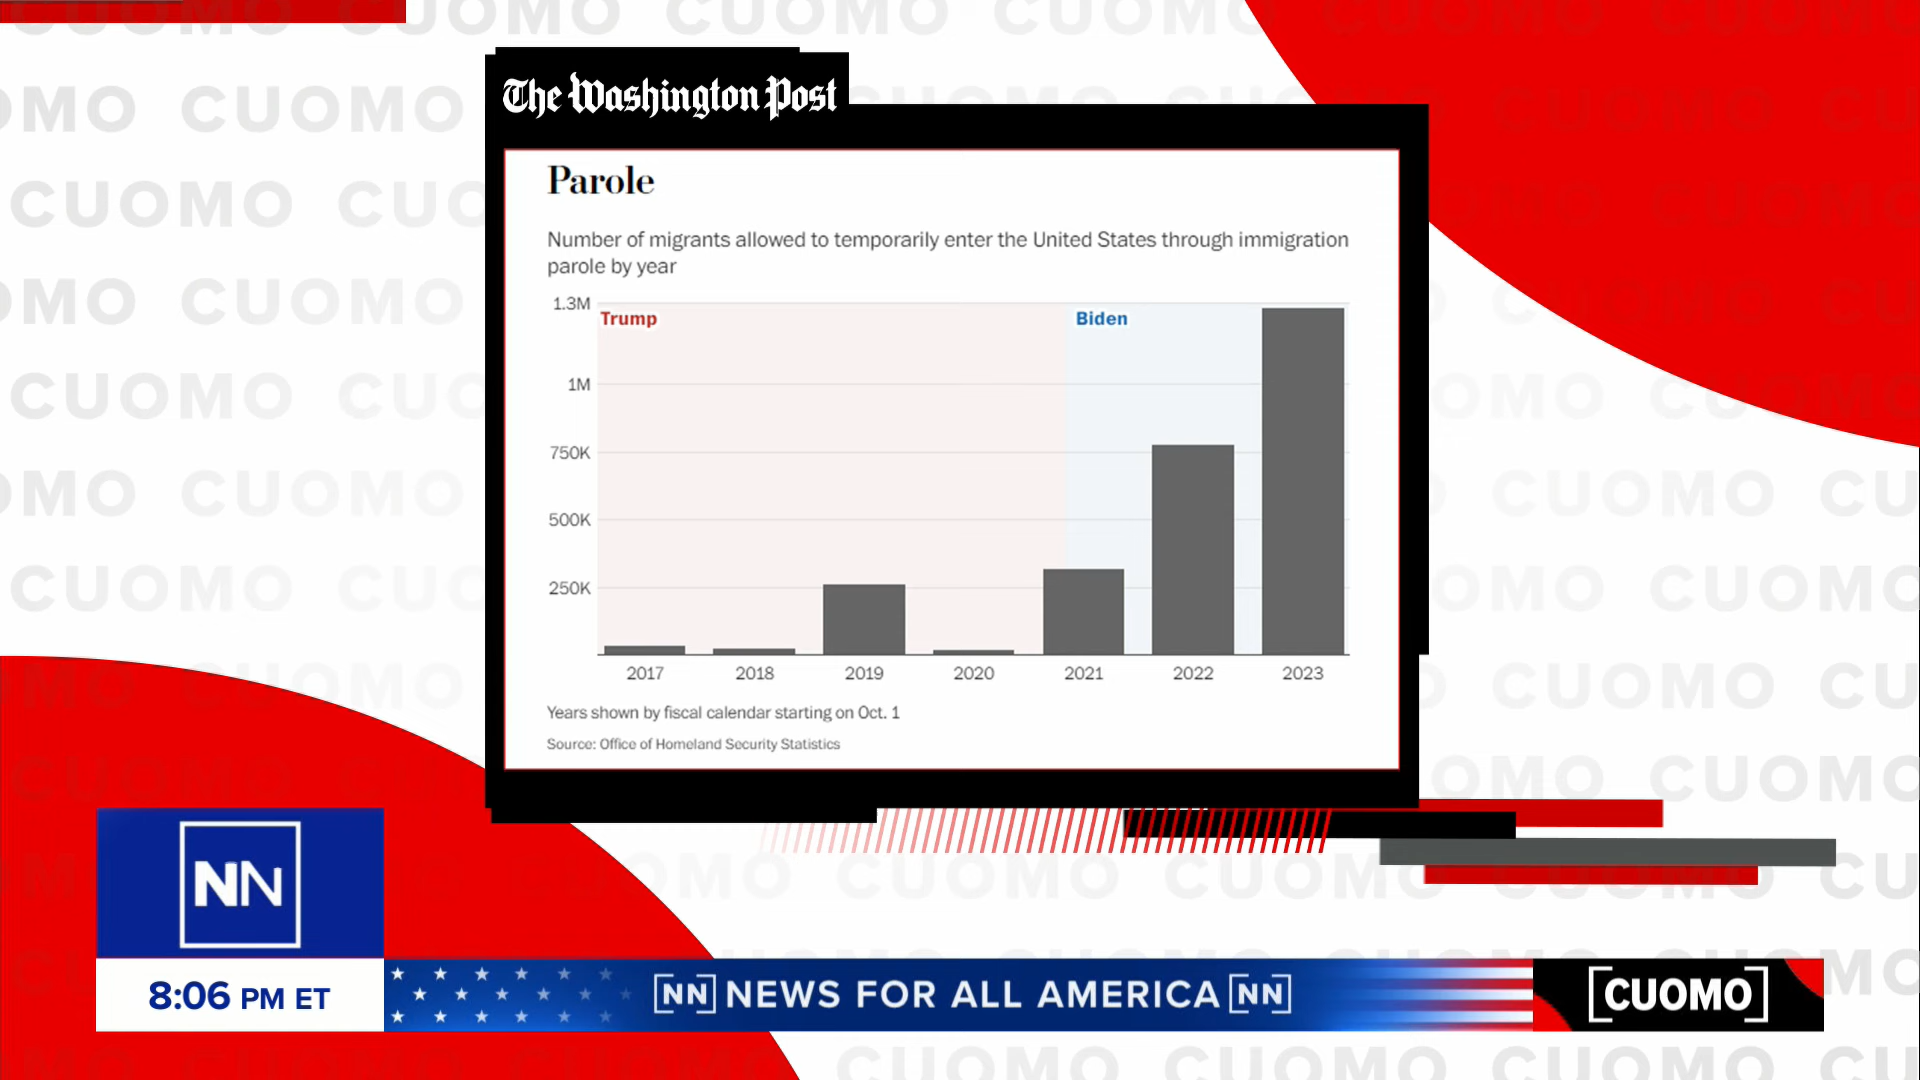 The Washington Post
Parole
Number of migrants allowed to temporarily enter the United States through immigration
parole by year
1.3M
Trump
Biden
1M
750K
500K
250K
2017 2018 2019 2020 2021 2022 2023
Years shown by fiscal calendar starting on Oct. 1
Source: Office of Homeland Security Statistics
NN
8:06 PM ET
NN NEWS FOR ALL AMERICA NN
[CUOMO]